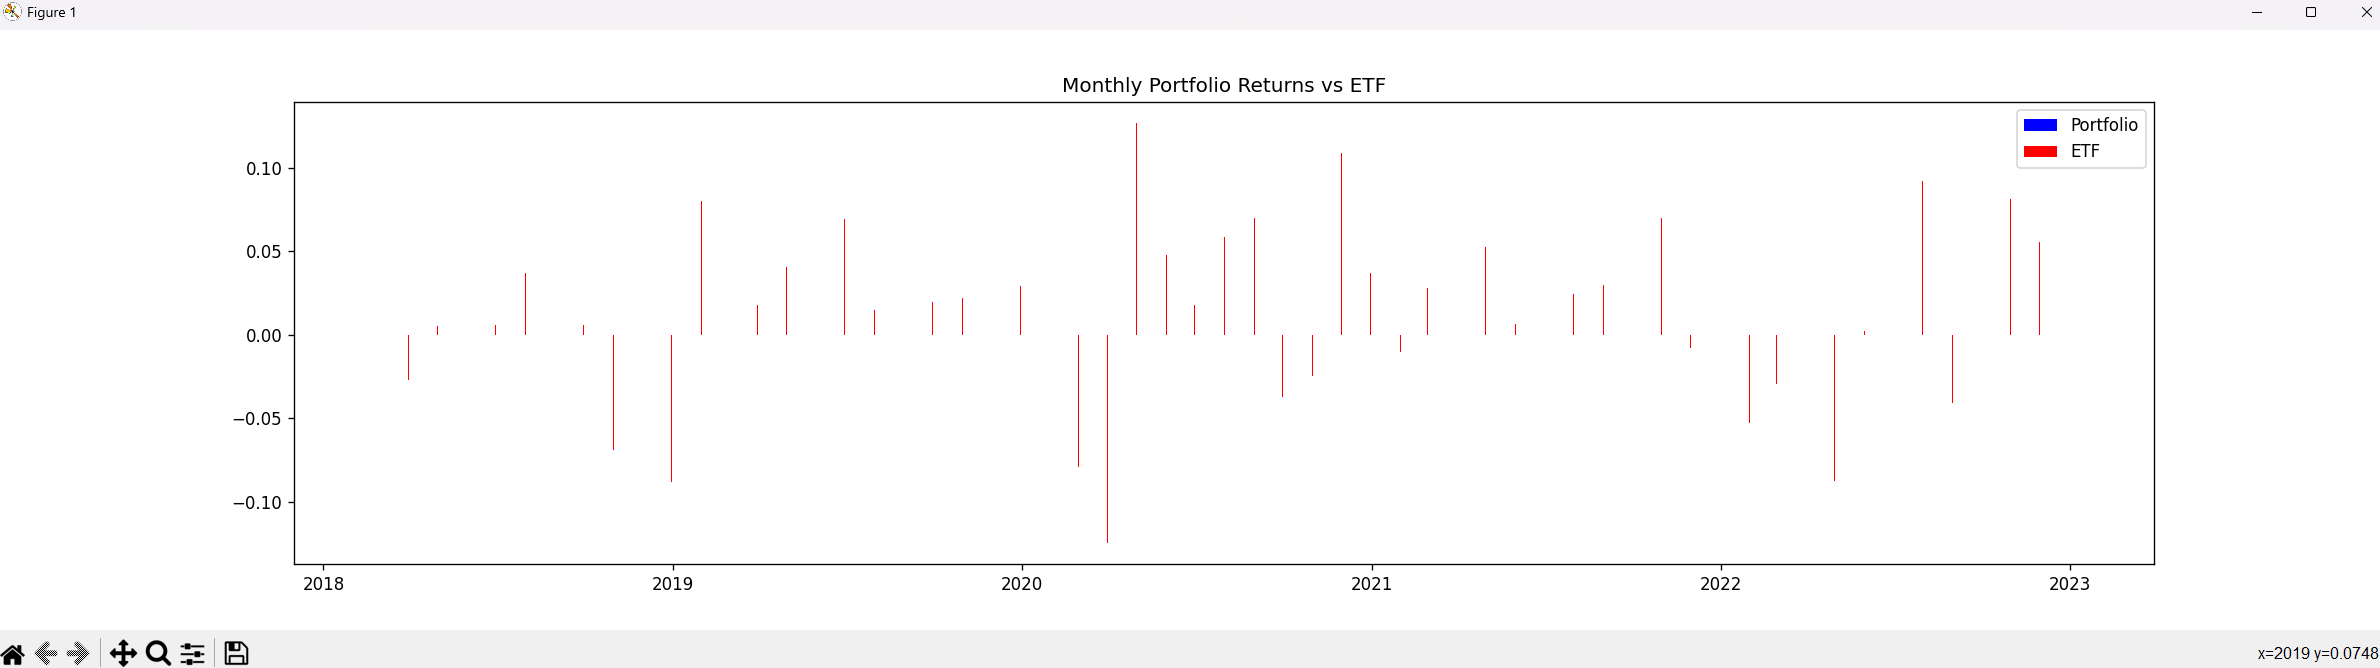 Figure 1
Monthly Portfolio Returns vs ETF
Portfolio
ETF
0.10
0.05
0.00
−0.05
−0.10
2018 2019 2020 2021 2022 2023
x=2019 y=0.0748